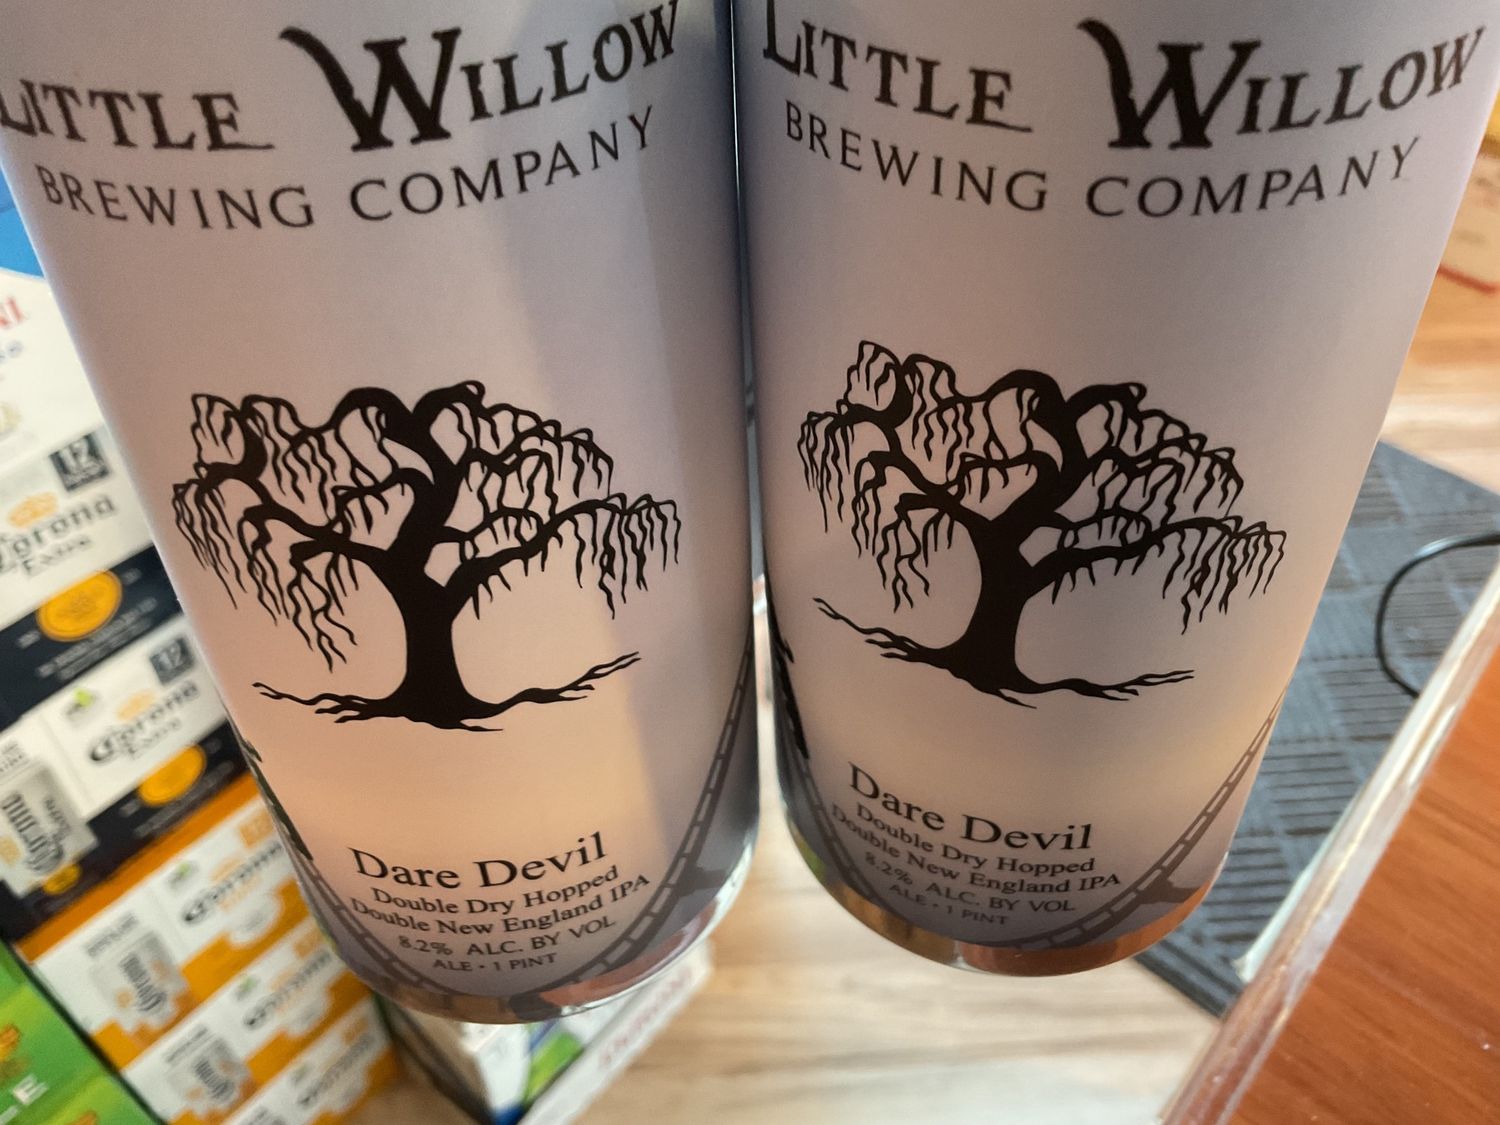 LITTLE WILLOW
BREWING COMPANY
Dare Devil
Double Dry Hopped
Double New England IPA
8.2% ALC. BY VOL
ALE • 1 PINT
LITTLE WILLOW
BREWING COMPANY
Dare Devil
Double Dry Hopped
Double New England IPA
8.2% ALC. BY VOL
ALE • 1 PINT
12
Corona
Extra
12
Corona
Extra